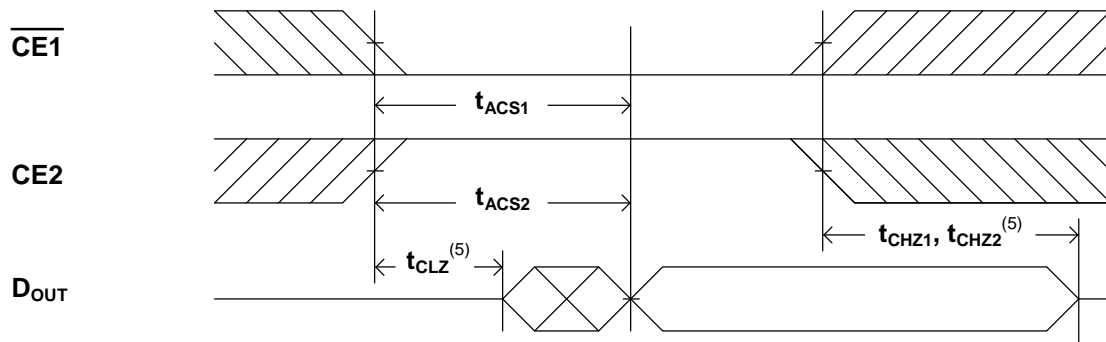 CE1
tACS1
CE2
tACS2
tCHZ1, tCHZ2(5)
tCLZ(5)
DOUT